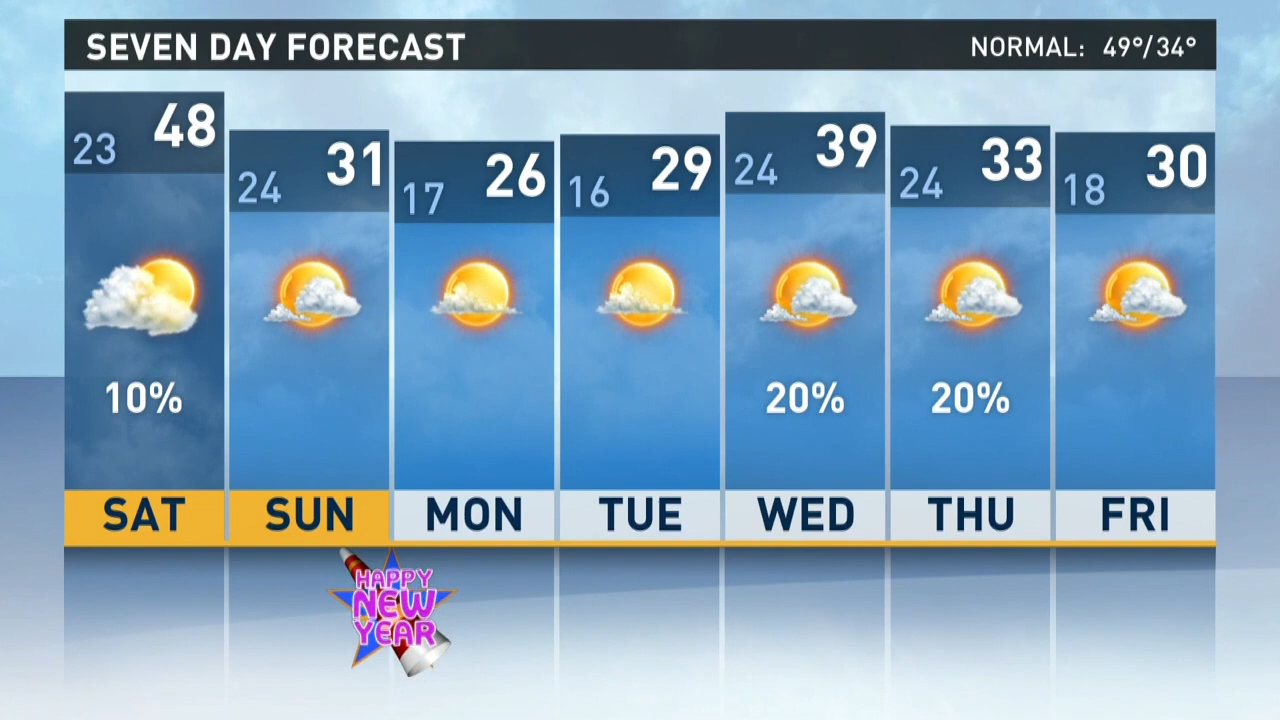 SEVEN DAY FORECAST
NORMAL: 49°/34°
23 48
24 31
17 26
16 29
24 39
24 33
18 30
10%
20%
20%
SAT
SUN
MON
TUE
WED
THU
FRI
HAPPY
NEW
YEAR